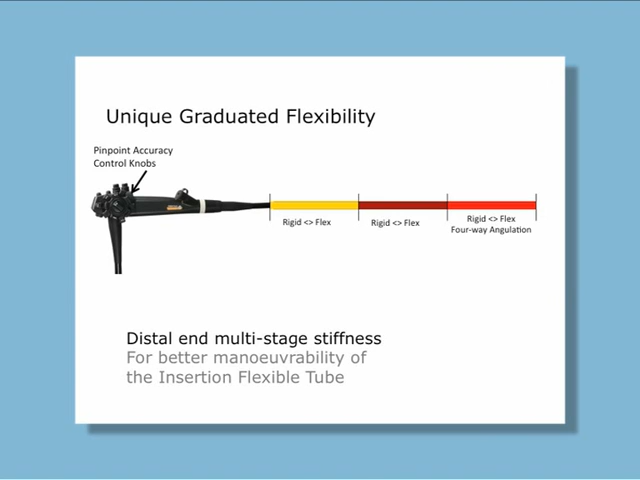 Unique Graduated Flexibility
Pinpoint Accuracy
Control Knobs
Rigid <> Flex
Rigid <> Flex
Rigid <> Flex
Four-way Angulation
Distal end multi-stage stiffness
For better manoeuvrability of
the Insertion Flexible Tube